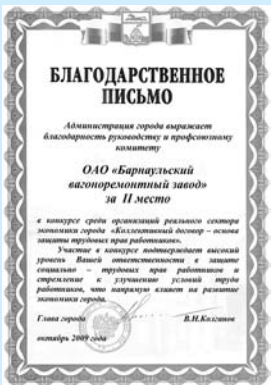 БЛАГОДАРСТВЕННОЕ
ПИСЬМО
Администрация города выражает
благодарность руководству и профсоюзному
комитету
ОАО «Барнаульский
вагоноремонтный завод»
за II место
в конкурсе среди организаций реального сектора
экономики города «Коллективный договор – основа
защиты трудовых прав работников».
Участие в конкурсе подтверждает высокий
уровень Вашей ответственности в защите
социально – трудовых прав работников и
стремление к улучшению условий труда
работников, что напрямую влияет на развитие
экономики города.
Глава города В.Н.Колганов
октябрь 2009 года